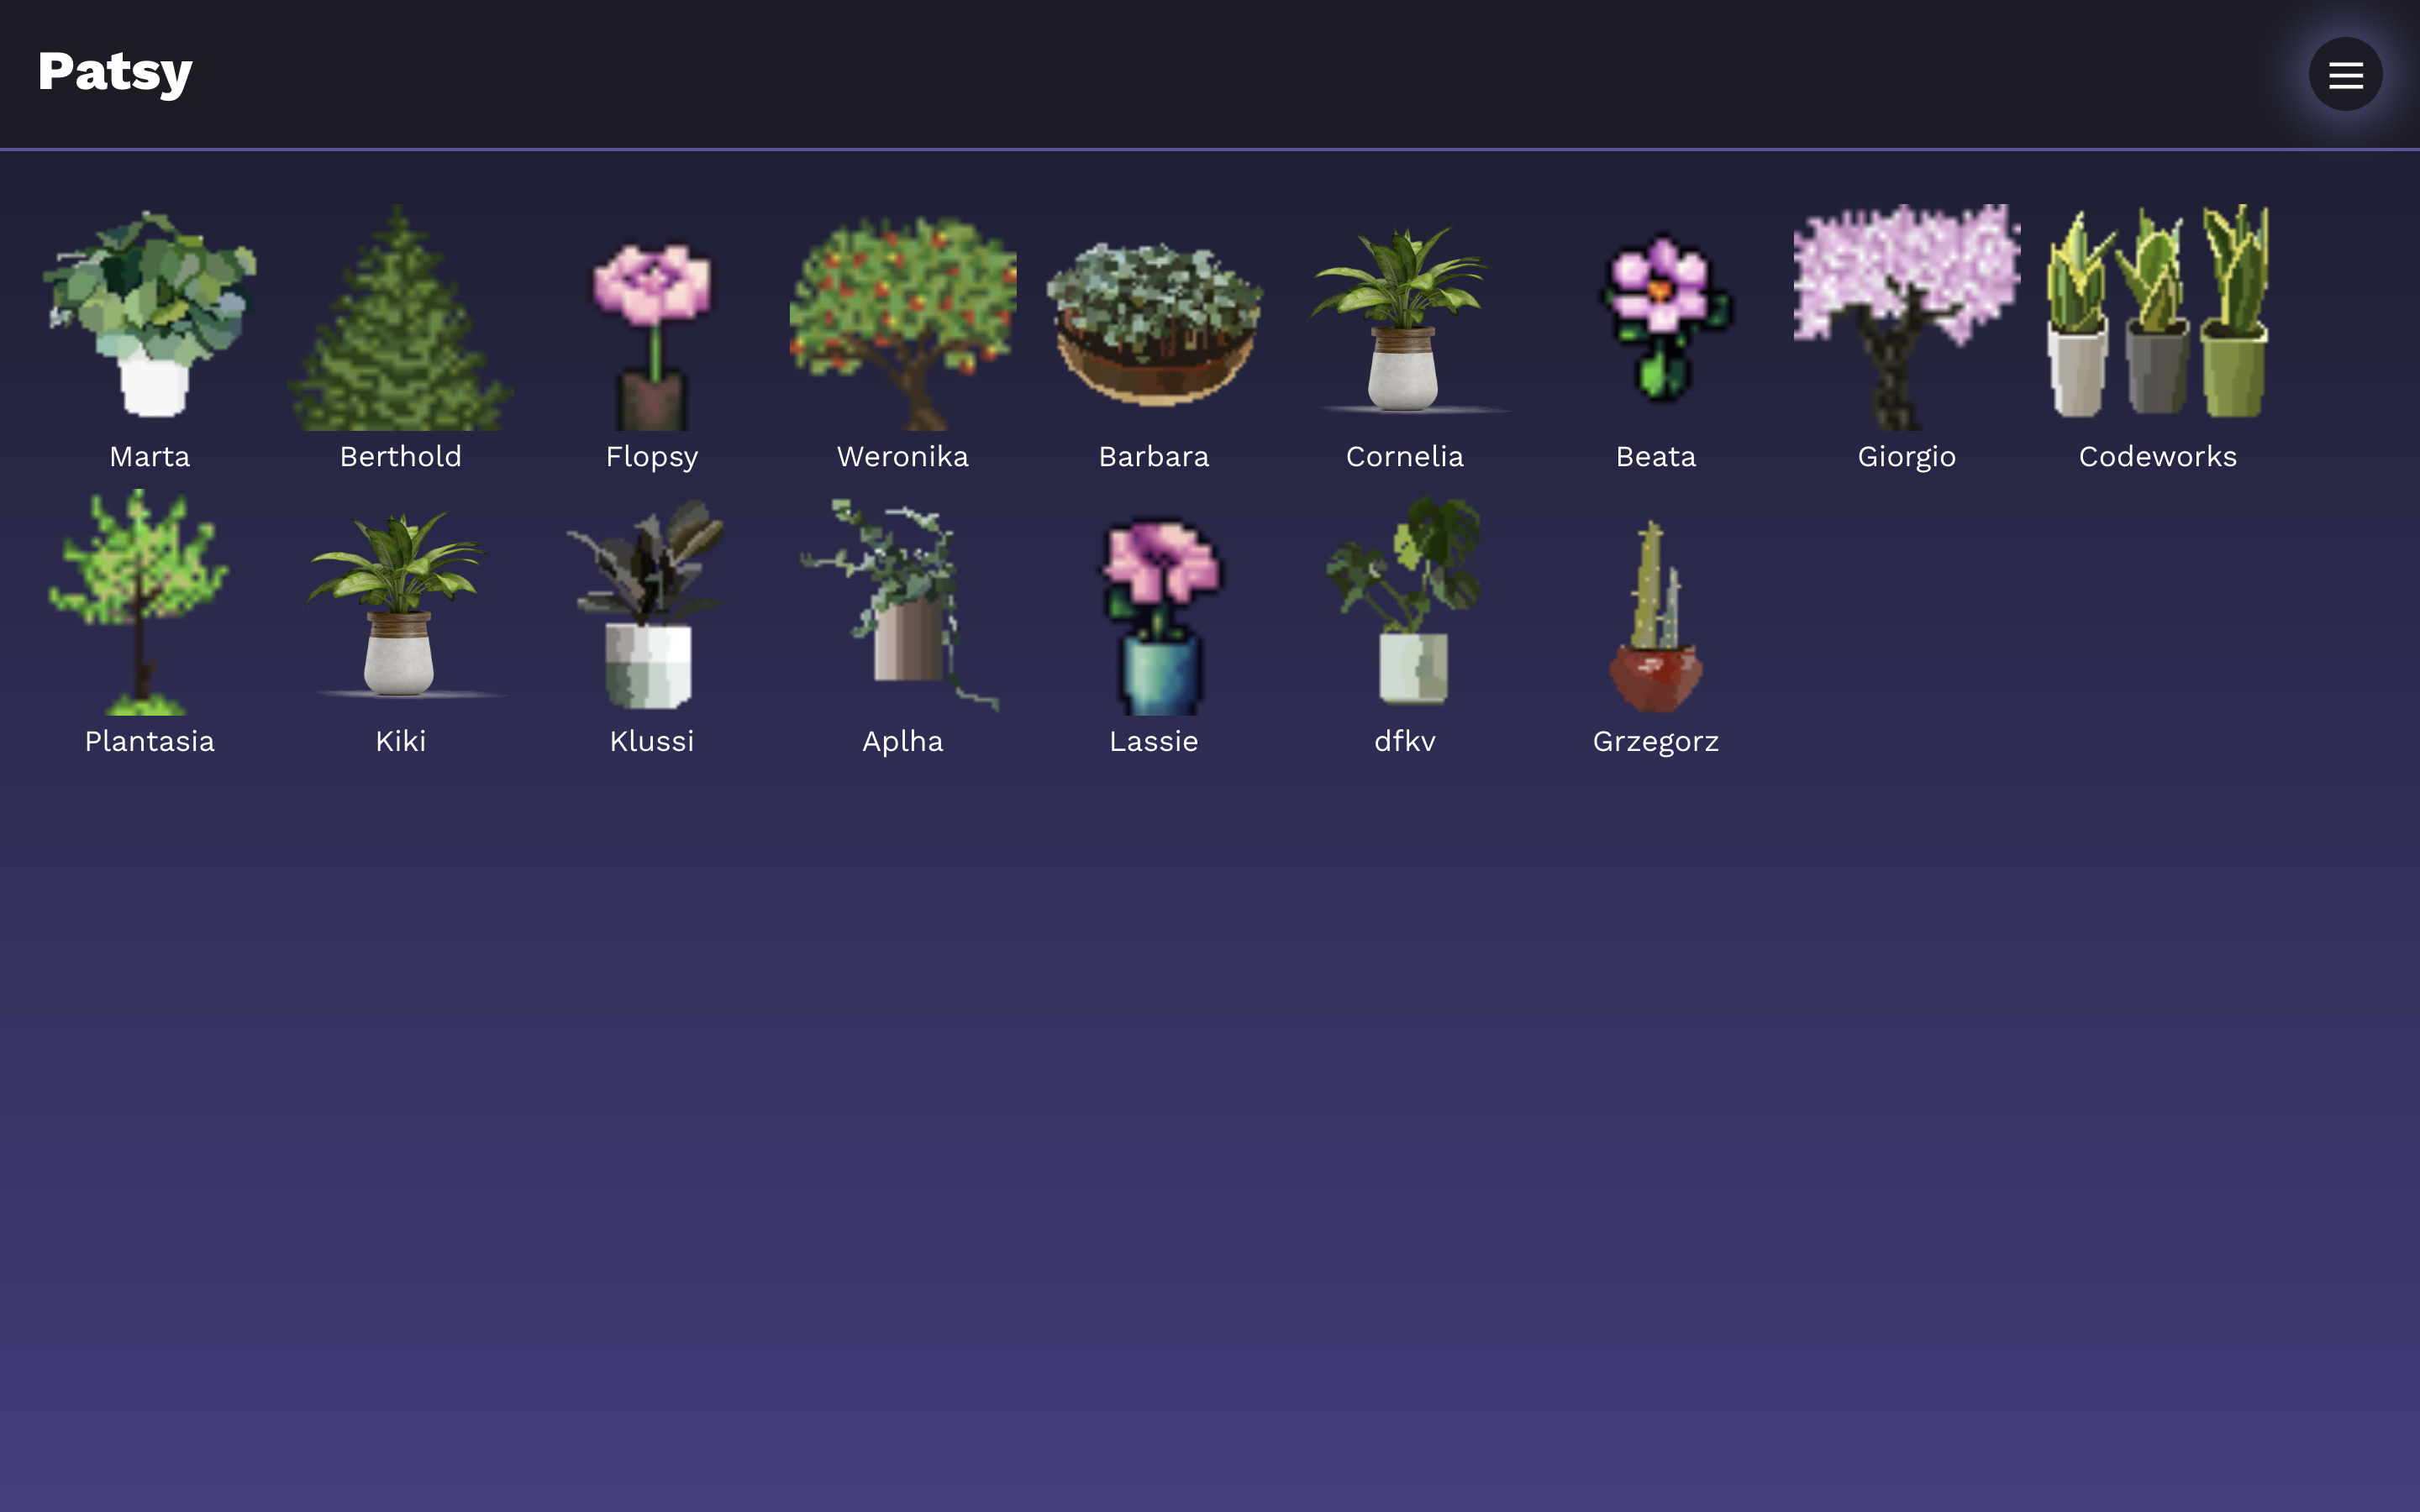 Patsy
Marta Berthold Flopsy Weronika Barbara Cornelia Beata Giorgio Codeworks
Plantasia Kiki Klussi Aplha Lassie dfkv Grzegorz